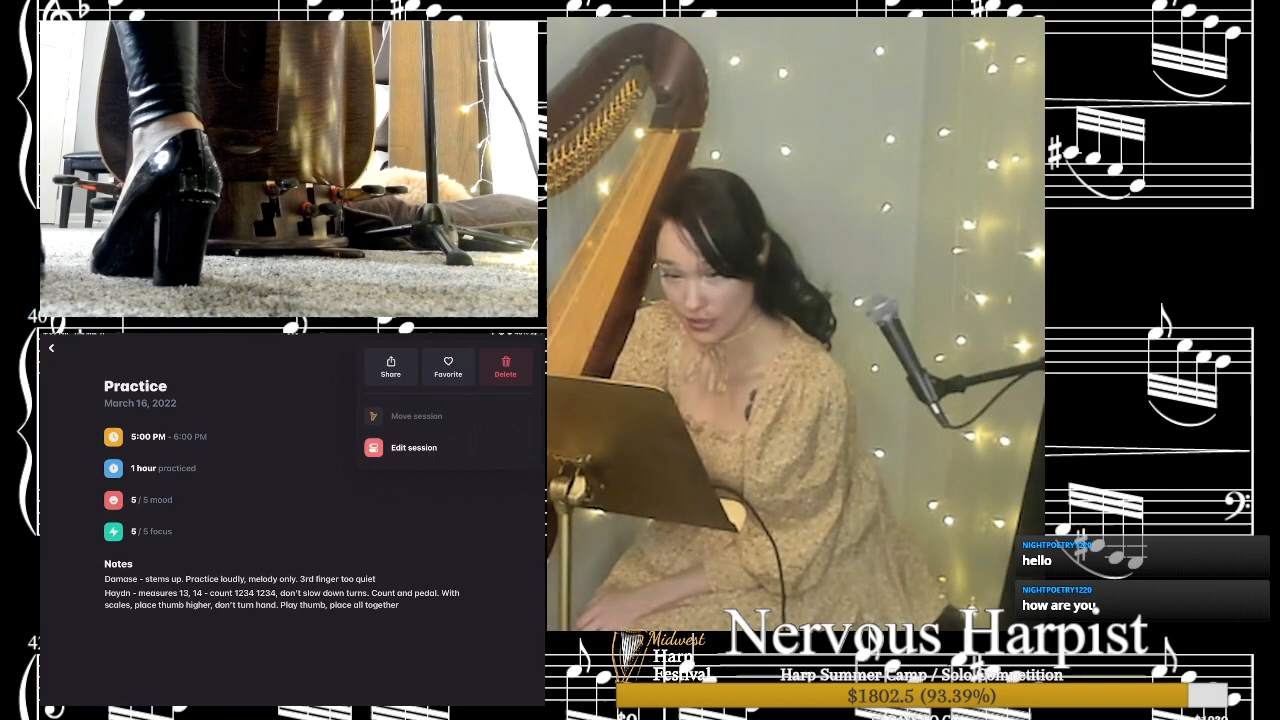 Practice
March 16, 2022
5:00 PM - 6:00 PM
1 hour practiced
5 / 5 mood
5 / 5 focus
Notes
Damase - stems up. Practice loudly, melody only. 3rd finger too quiet
Haydn - measures 13, 14 - count 1234 1234, don't slow down turns. Count and pedal. With
scales, place thumb higher, don't turn hand. Play thumb, place all together
Share
Favorite
Delete
Move session
Edit session
NIGHTPOETRY1220
hello
NIGHTPOETRY1220
how are you
Nervous Harpist
Midwest
Harp
Festival
Harp Summer Camp / Solo Competition
$1802.5 (93.39%)